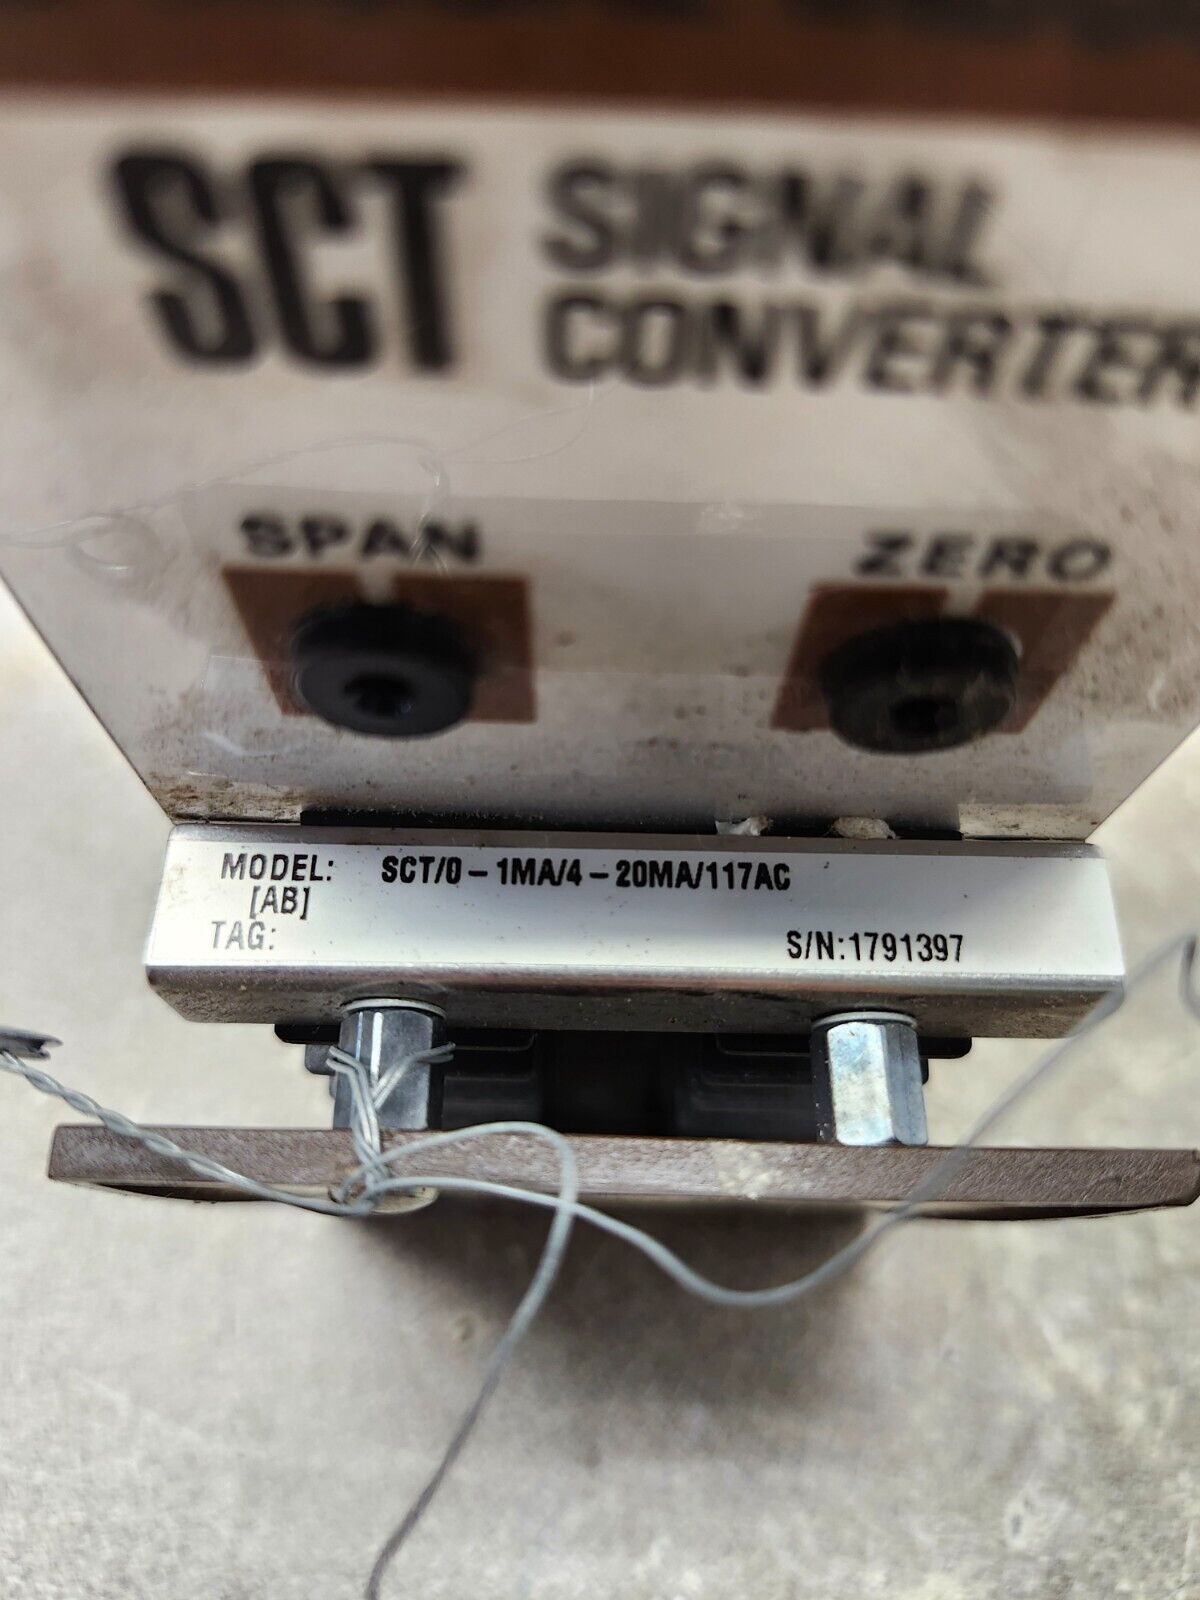 SCT SIGNAL
CONVERTER
SPAN ZERO
MODEL: SCT/0-1MA/4-20MA/117AC
[AB]
TAG: S/N:1791397